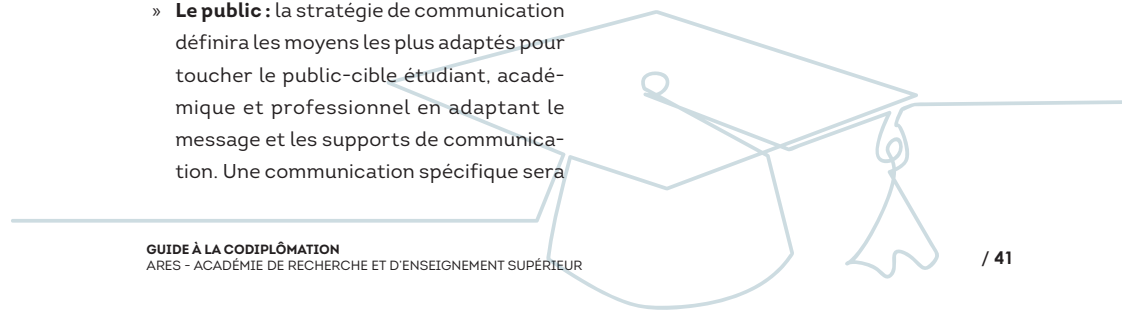 » Le public : la stratégie de communication
définira les moyens les plus adaptés pour
toucher le public-cible étudiant, acadé-
mique et professionnel en adaptant le
message et les supports de communica-
tion. Une communication spécifique sera
GUIDE À LA CODIPLÔMATION
ARES - ACADÉMIE DE RECHERCHE ET D'ENSEIGNEMENT SUPÉRIEUR
/ 41